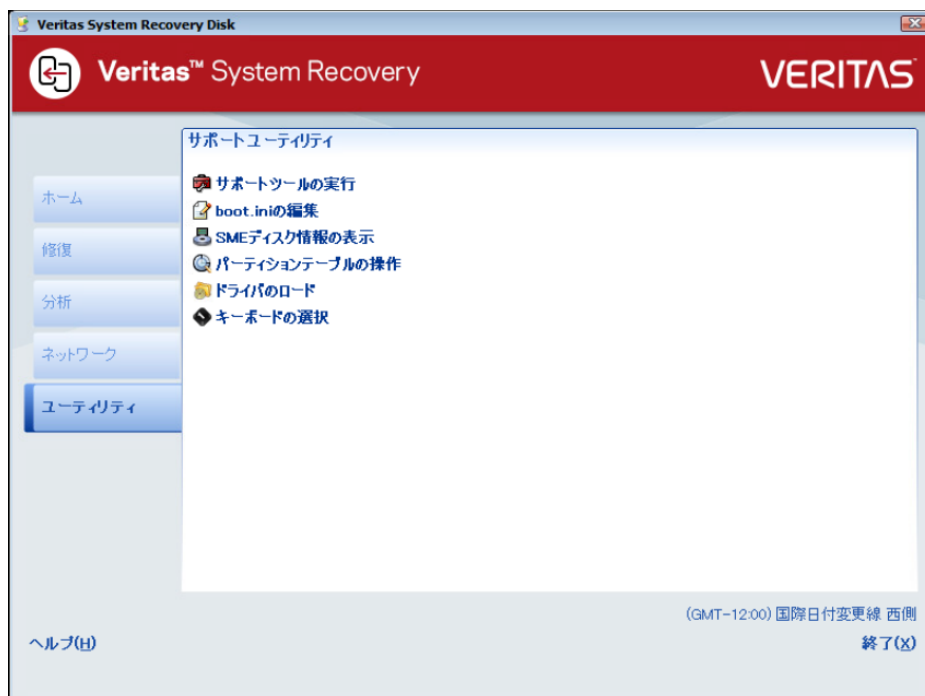 Veritas System Recovery Disk
Veritas™ System Recovery
VERITAS
サポートユーティリティ
ホーム
修復
分析
ネットワーク
ユーティリティ
サポートツールの実行
boot.iniの編集
SMEディスク情報の表示
パーティションテーブルの操作
ドライバのロード
キーボードの選択
(GMT-12:00) 国際日付変更線 西側
ヘルプ(H)
終了(X)